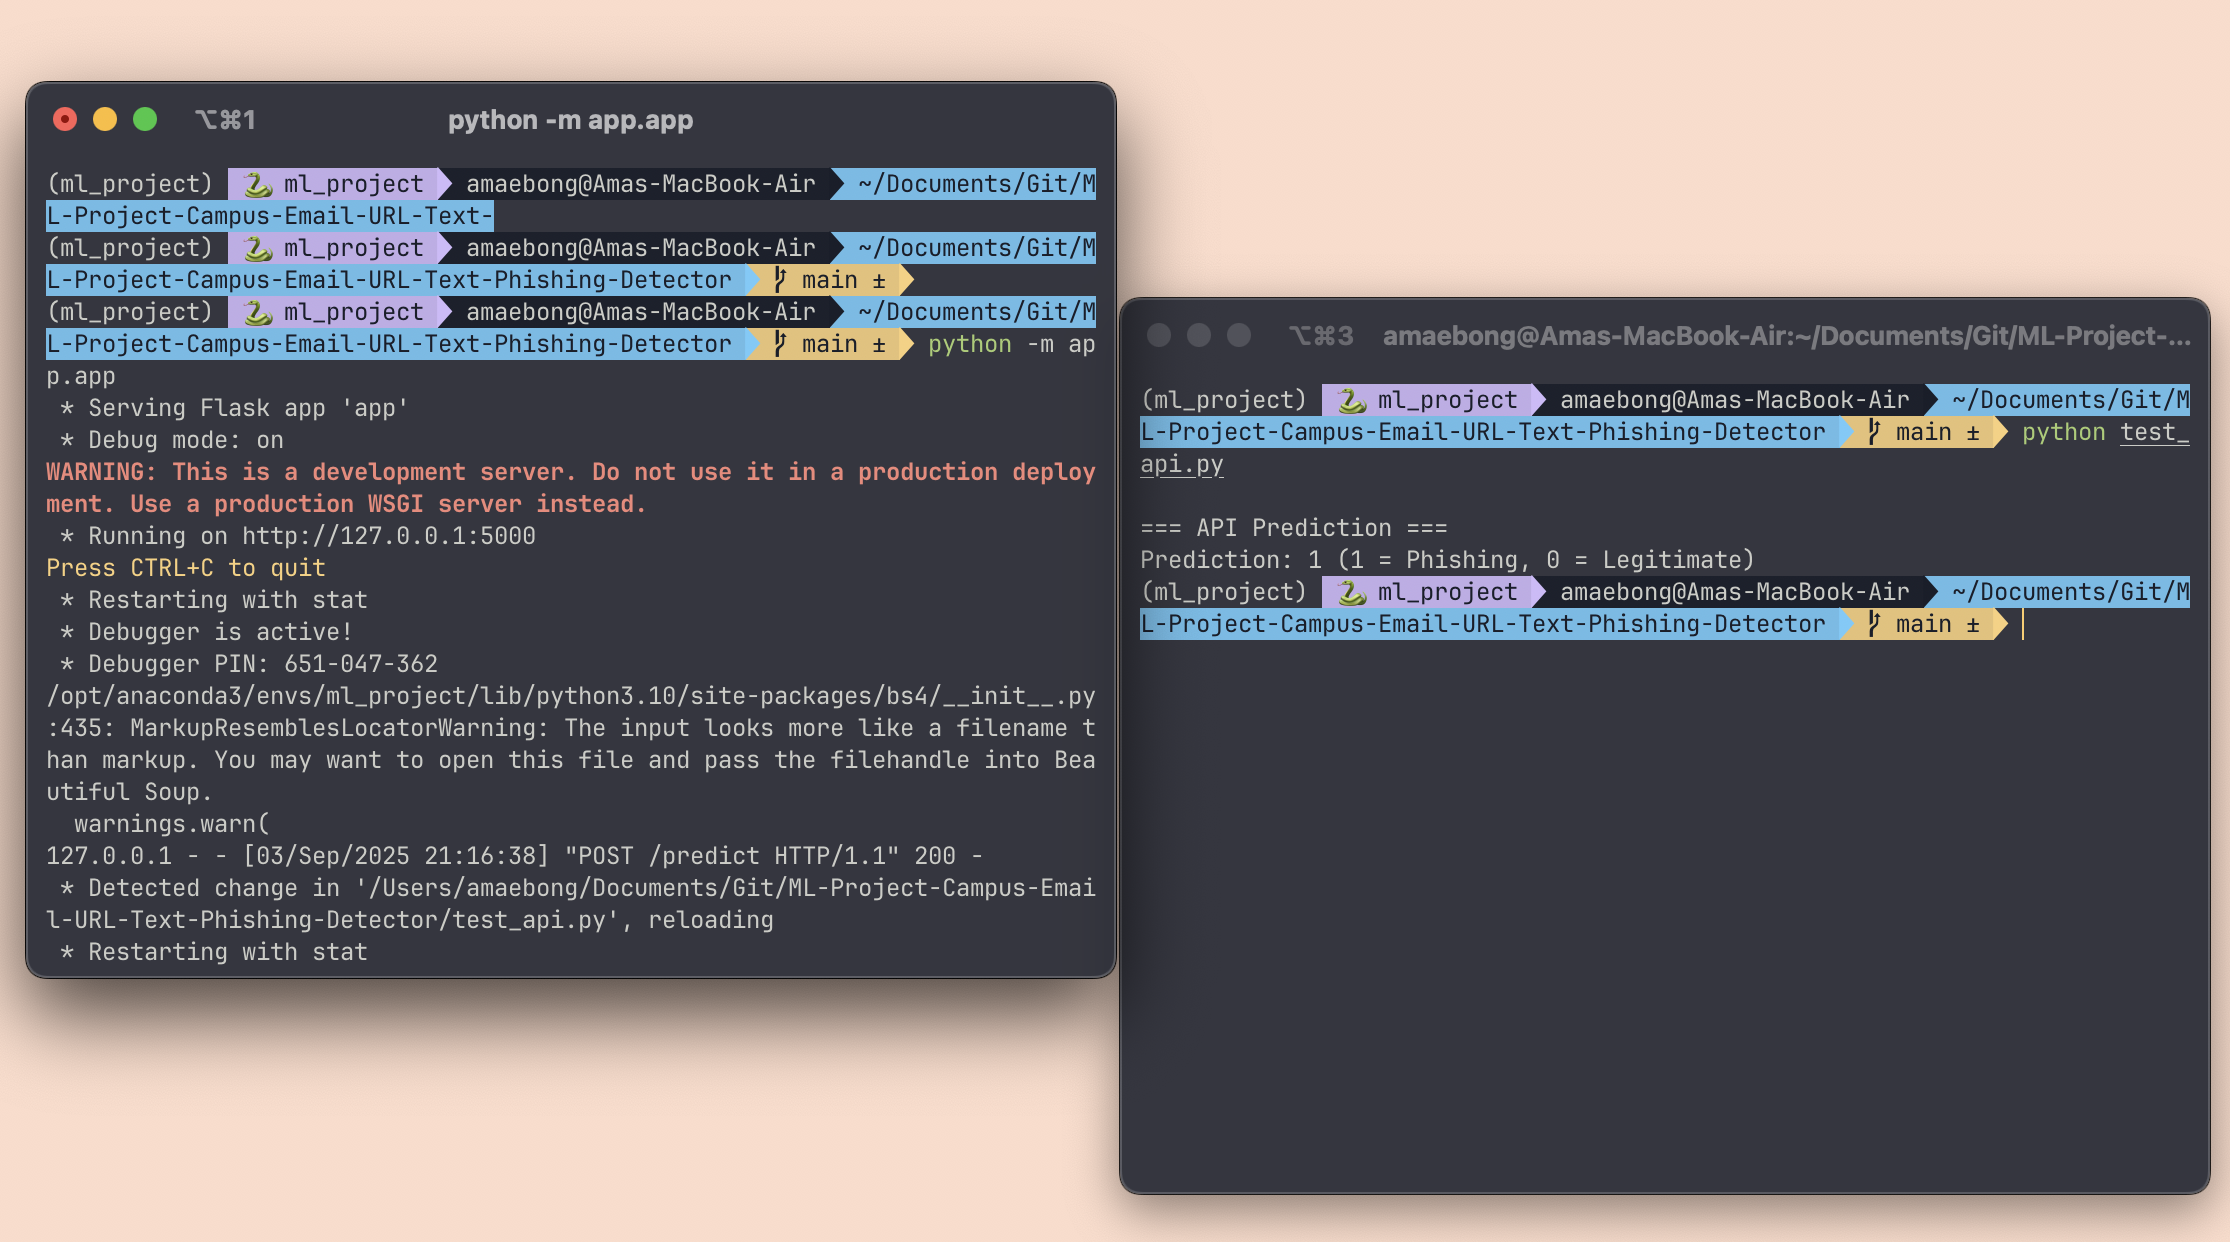 ⌥⌘1 python -m app.app
(ml_project) 🐍 ml_project amaebong@Amas-MacBook-Air ~/Documents/Git/M
L-Project-Campus-Email-URL-Text-
(ml_project) 🐍 ml_project amaebong@Amas-MacBook-Air ~/Documents/Git/M
L-Project-Campus-Email-URL-Text-Phishing-Detector main ±
(ml_project) 🐍 ml_project amaebong@Amas-MacBook-Air ~/Documents/Git/M
L-Project-Campus-Email-URL-Text-Phishing-Detector main ± python -m ap
p.app
 * Serving Flask app 'app'
 * Debug mode: on
WARNING: This is a development server. Do not use it in a production deploy
ment. Use a production WSGI server instead.
 * Running on http://127.0.0.1:5000
Press CTRL+C to quit
 * Restarting with stat
 * Debugger is active!
 * Debugger PIN: 651-047-362
/opt/anaconda3/envs/ml_project/lib/python3.10/site-packages/bs4/__init__.py
:435: MarkupResemblesLocatorWarning: The input looks more like a filename t
han markup. You may want to open this file and pass the filehandle into Bea
utiful Soup.
  warnings.warn(
127.0.0.1 - - [03/Sep/2025 21:16:38] "POST /predict HTTP/1.1" 200 -
 * Detected change in '/Users/amaebong/Documents/Git/ML-Project-Campus-Emai
l-URL-Text-Phishing-Detector/test_api.py', reloading
 * Restarting with stat
⌥⌘3 amaebong@Amas-MacBook-Air:~/Documents/Git/ML-Project-...
(ml_project) 🐍 ml_project amaebong@Amas-MacBook-Air ~/Documents/Git/M
L-Project-Campus-Email-URL-Text-Phishing-Detector main ± python test_
api.py
=== API Prediction ===
Prediction: 1 (1 = Phishing, 0 = Legitimate)
(ml_project) 🐍 ml_project amaebong@Amas-MacBook-Air ~/Documents/Git/M
L-Project-Campus-Email-URL-Text-Phishing-Detector main ±